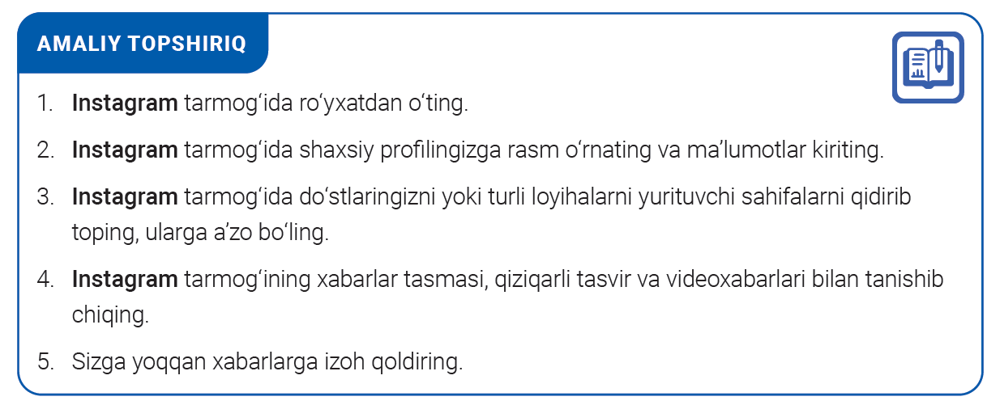 AMALIY TOPSHIRIQ
1. Instagram tarmog‘ida ro‘yxatdan o‘ting.
2. Instagram tarmog‘ida shaxsiy profilingizga rasm o‘rnating va ma’lumotlar kiriting.
3. Instagram tarmog‘ida do‘stlaringizni yoki turli loyihalarni yurituvchi sahifalarni qidirib
toping, ularga a’zo bo‘ling.
4. Instagram tarmog‘ining xabarlar tasmasi, qiziqarli tasvir va videoxabarlari bilan tanishib
chiqing.
5. Sizga yoqqan xabarlarga izoh qoldiring.